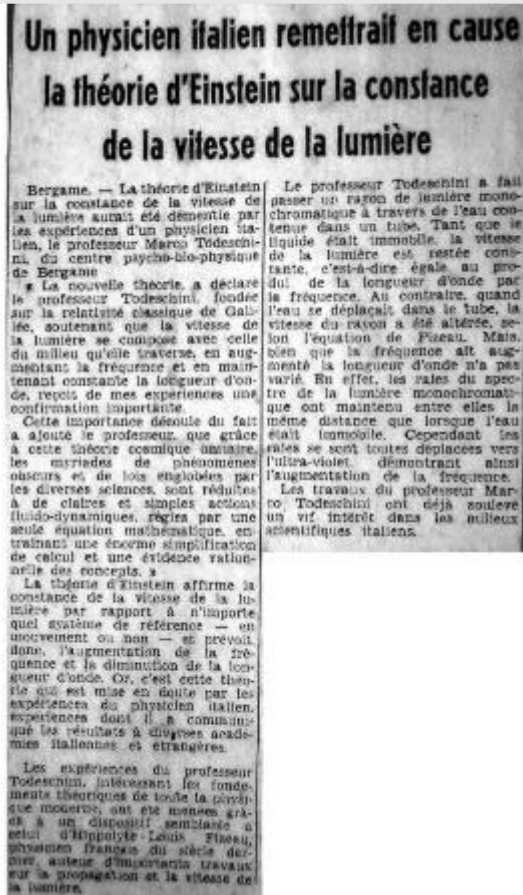 Un physicien italien remettrait en cause
la théorie d'Einstein sur la constance
de la vitesse de la lumière
Bergame. — La théorie d'Einstein
sur la constance de la vitesse de
la lumière aurait été démentie par
les expériences d'un physicien ita-
lien, le professeur Marco Todeschi-
ni, du centre psycho-bio-physique
de Bergame
« La nouvelle théorie, a déclaré
le professeur Todeschini, fondée
sur la relativité classique de Gali-
lée, soutenant que la vitesse de
la lumière se compose avec celle
du milieu qu'elle traverse, en aug-
mentant la fréquence et en main-
tenant constante la longueur d'on-
de, reçoit de mes expériences une
confirmation importante.
Cette importance découle du fait
a ajouté le professeur, que grâce
à cette théorie cosmique unitaire,
les myriades de phénomènes
obscurs et de lois englobées par
les diverses sciences, sont réduites
à de claires et simples actions
fluido-dynamiques, régies par une
seule équation mathématique, en-
traînant une énorme simplification
de calcul et une évidence ration-
nelle des concepts. »
La théorie d'Einstein affirme la
constance de la vitesse de la lu-
mière par rapport à n'importe
quel système de référence — en
mouvement ou non — et prévoit
donc, l'augmentation de la fré-
quence et la diminution de la lon-
gueur d'onde. Or, c'est cette théo-
rie qui est mise en doute par les
expériences du physicien italien,
expériences dont il a communi-
qué les résultats à diverses acadé-
mies italiennes et étrangères.
Les expériences du professeur
Todeschini, intéressant les fonde-
ments théoriques de toute la physi-
que moderne, ont été menées grâ-
ce à un dispositif semblable à
celui d'Hippolyte Louis Fizeau,
physicien français du siècle der-
nier, auteur d'importants travaux
sur la propagation et la vitesse de
la lumière.
Le professeur Todeschini a fait
passer un rayon de lumière mono-
chromatique à travers de l'eau con-
tenue dans un tube. Tant que le
liquide était immobile, la vitesse
de la lumière est restée cons-
tante, c'est-à-dire égale au pro-
dui de la longueur d'onde par
la fréquence. Au contraire, quand
l'eau se déplaçait dans le tube, la
vitesse du rayon a été altérée, se-
lon l'équation de Fizeau. Mais,
bien que la fréquence ait aug-
menté la longueur d'onde n'a pas
varié. En effet, les raies du spec-
tre de la lumière monochromati-
que ont maintenu entre elles la
même distance que lorsque l'eau
était immobile. Cependant les
raies se sont toutes déplacées vers
l'ultra-violet, démontrant ainsi
l'augmentation de la fréquence.
Les travaux du professeur Mar-
co Todeschini ont déjà soulevé
un vif intérêt dans les milieux
scientifiques italiens.